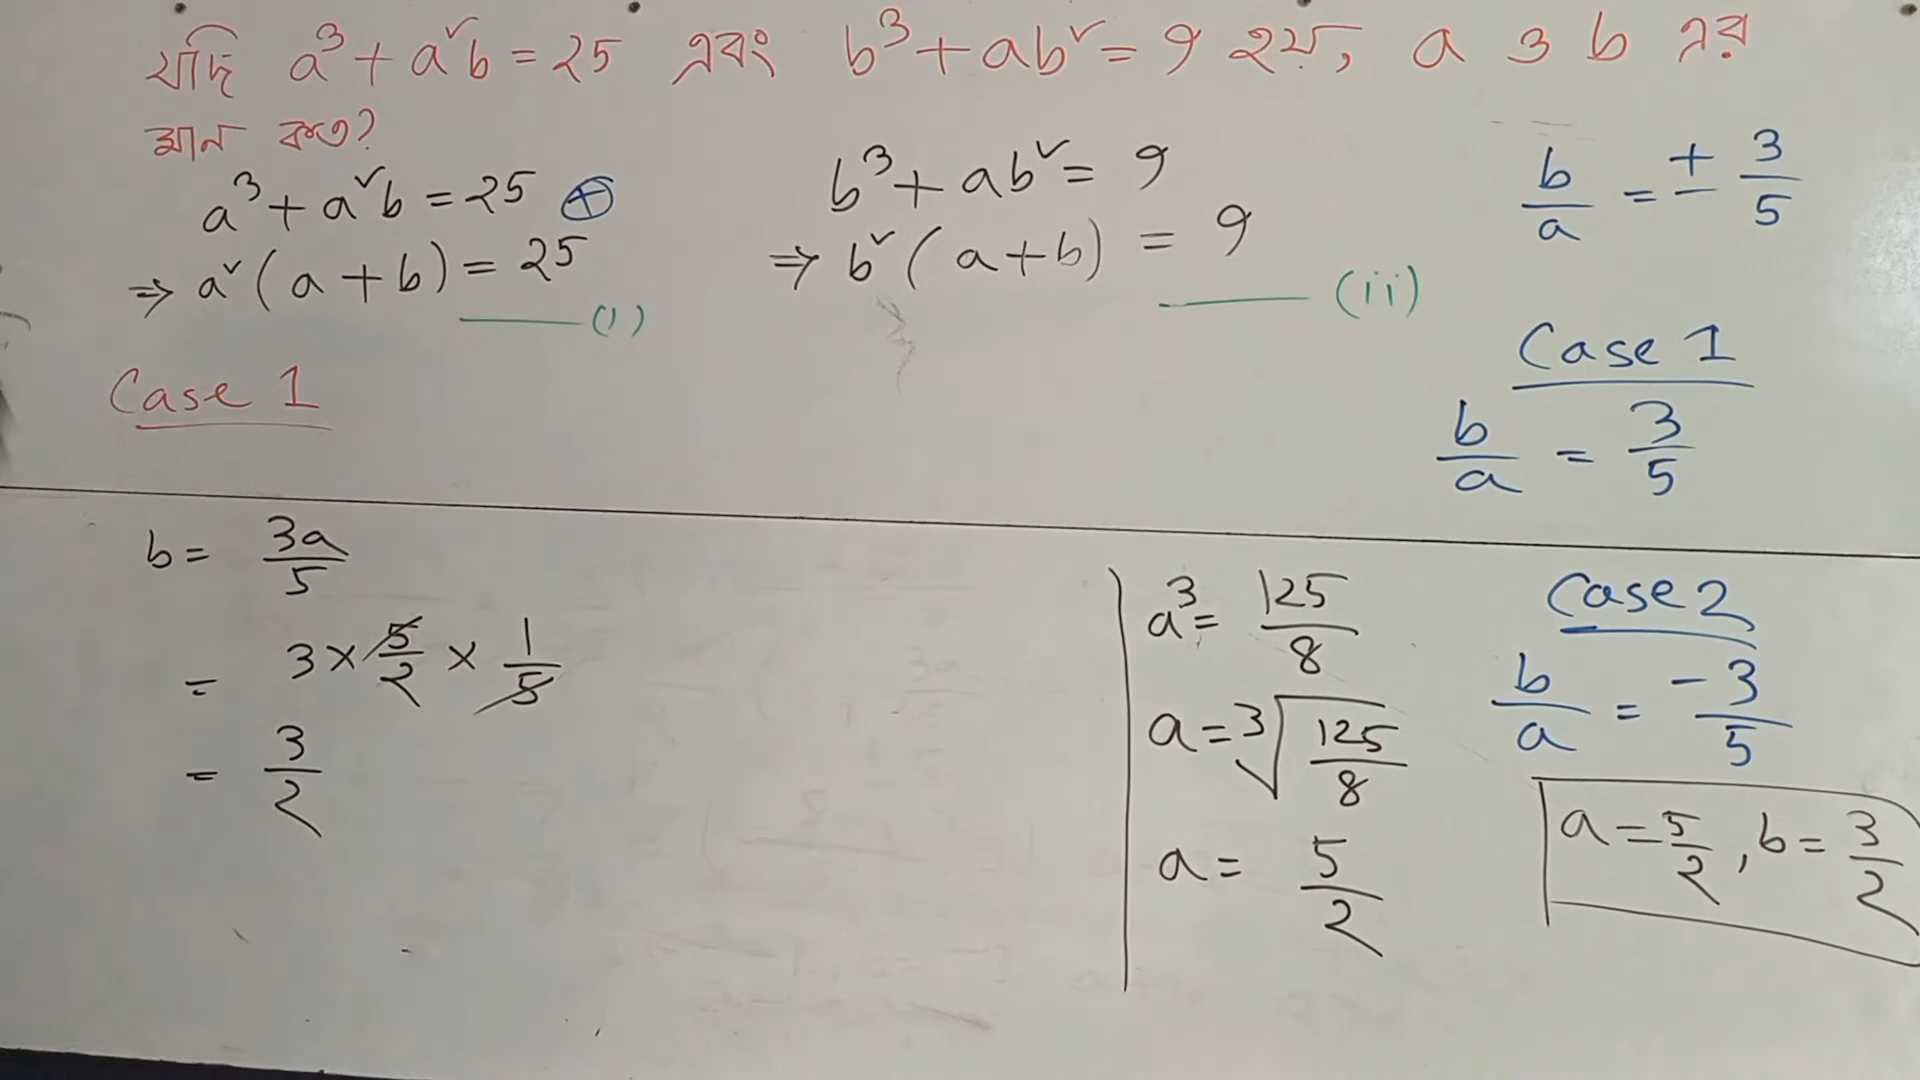 যদি a³ + a²b = 25 এবং b³ + ab² = 9 হয়, a ও b এর
মান কত?
a³ + a²b = 25 ⊕
⇒ a²(a + b) = 25
(i)
b³ + ab² = 9
⇒ b²(a + b) = 9
(ii)
b/a = ± 3/5
Case 1
b/a = 3/5
Case 1
b = 3a/5
= 3 × 5/2 × 1/5
= 3/2
a³ = 125/8
a = ³√(125/8)
a = 5/2
Case 2
b/a = -3/5
a = 5/2, b = 3/2